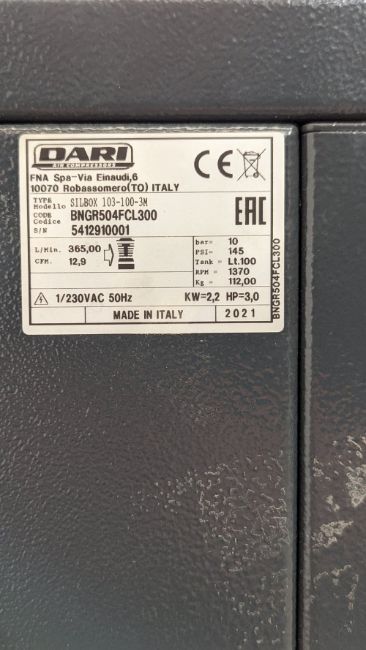 DARI
AIR COMPRESSORS
FNA Spa-Via Einaudi,6
10070 Robassomero(TO) ITALY
CE
EAC
TYPE
Modello SILBOX 103-100-3M
CODE
Codice BNGR504FCL300
S/N 5412910001
L/Min. 365,00
CFM. 12,9
bar= 10
PSI= 145
Tank = Lt.100
RPM = 1370
Kg = 112,00
1/230VAC 50Hz KW=2,2 HP=3,0
MADE IN ITALY 2021
BNGR504FCL300